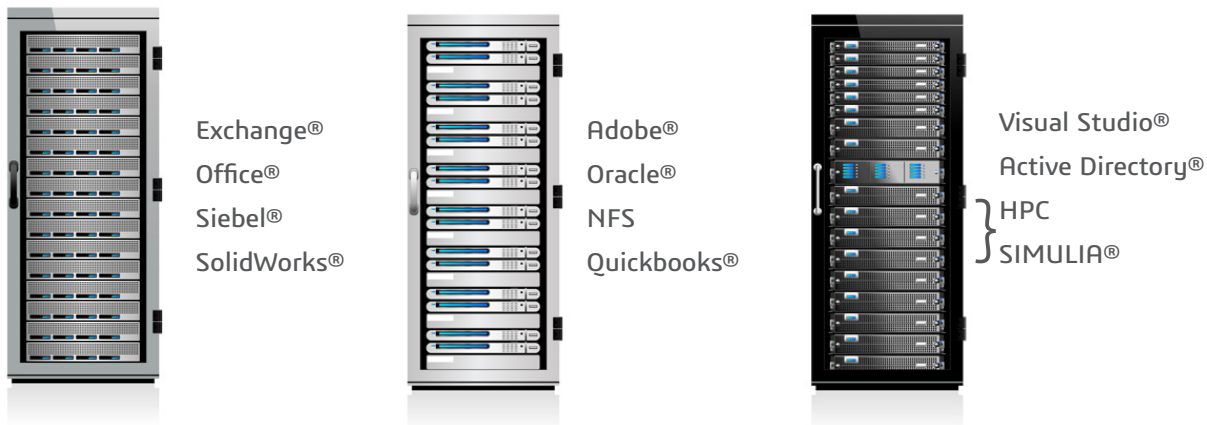 Exchange®
Office®
Siebel®
SolidWorks®
Adobe®
Oracle®
NFS
Quickbooks®
Visual Studio®
Active Directory®
HPC
SIMULIA®